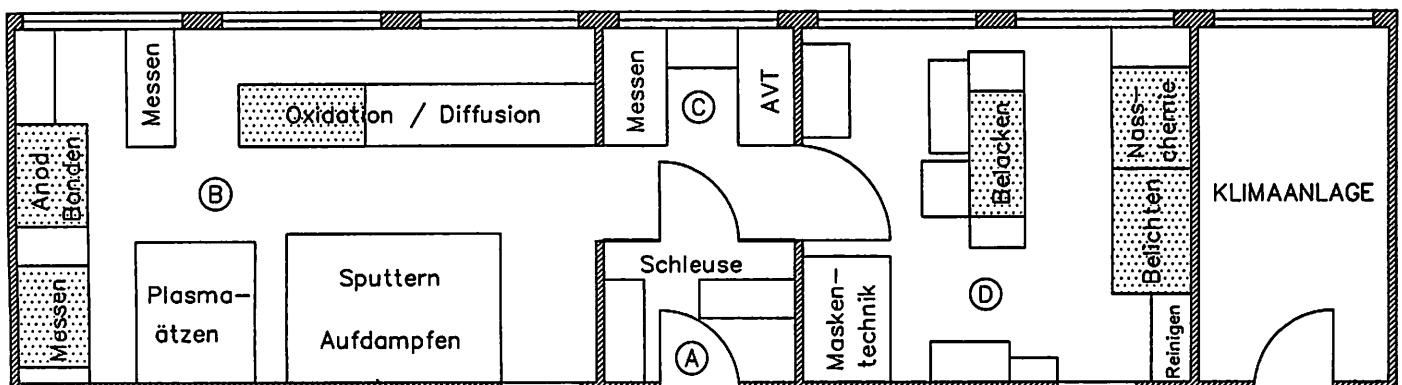 Messen
Oxidation / Diffusion
Anod
Banden
B
Messen
Plasma-
ätzen
Sputtern
Aufdampfen
Messen
C
AVT
Schleuse
A
Belacken
Nass-
chemie
Belichten
Masken-
technik
D
Reinigen
KLIMAANLAGE